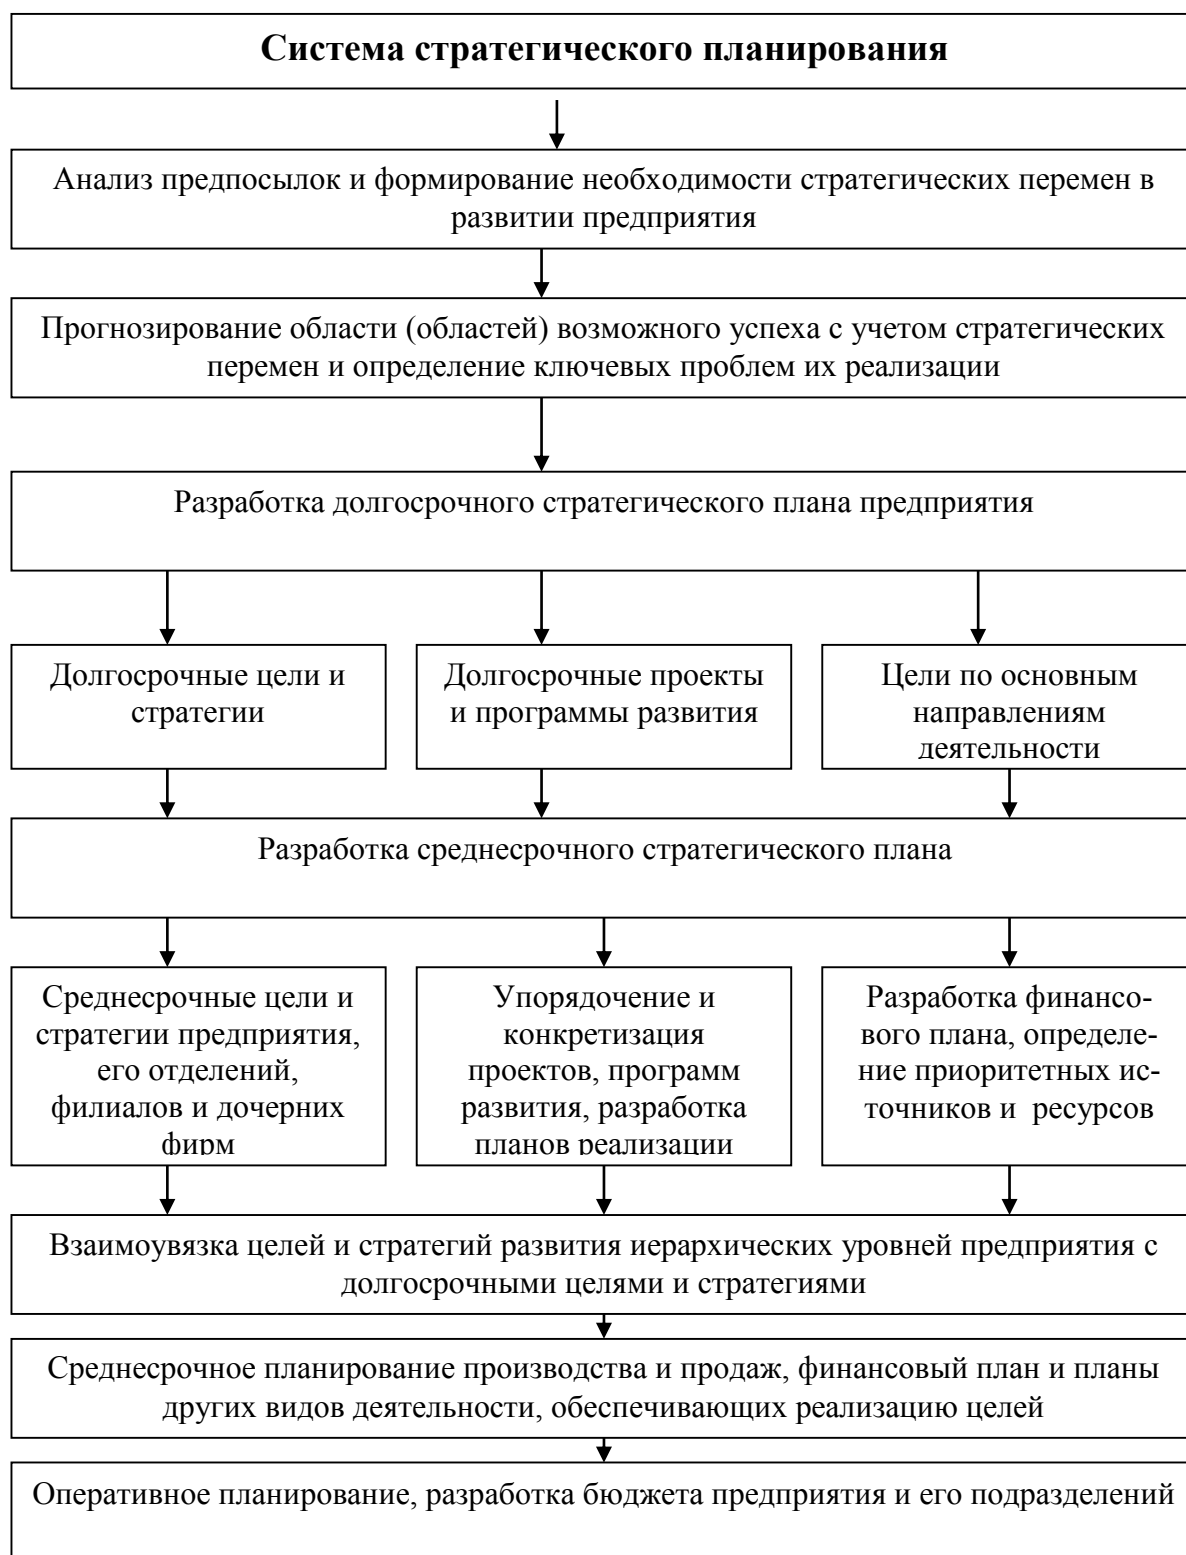 Система стратегического планирования
Анализ предпосылок и формирование необходимости стратегических перемен в
развитии предприятия
Прогнозирование области (областей) возможного успеха с учетом стратегических
перемен и определение ключевых проблем их реализации
Разработка долгосрочного стратегического плана предприятия
Долгосрочные цели и
стратегии
Долгосрочные проекты
и программы развития
Цели по основным
направлениям
деятельности
Разработка среднесрочного стратегического плана
Среднесрочные цели и
стратегии предприятия,
его отделений,
филиалов и дочерних
фирм
Упорядочение и
конкретизация
проектов, программ
развития, разработка
планов реализации
Разработка финансо-
вого плана, определе-
ние приоритетных ис-
точников и ресурсов
Взаимоувязка целей и стратегий развития иерархических уровней предприятия с
долгосрочными целями и стратегиями
Среднесрочное планирование производства и продаж, финансовый план и планы
других видов деятельности, обеспечивающих реализацию целей
Оперативное планирование, разработка бюджета предприятия и его подразделений